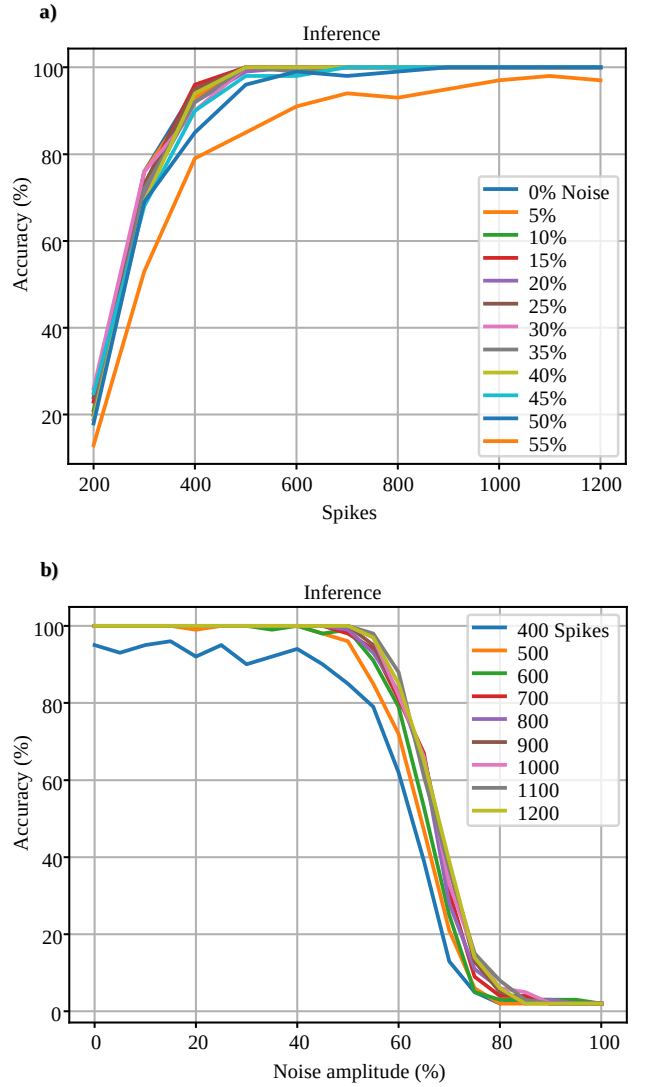 a)
Inference
100
80
60
40
20
Accuracy (%)
0% Noise
5%
10%
15%
20%
25%
30%
35%
40%
45%
50%
55%
200 400 600 800 1000 1200
Spikes
b)
Inference
100
80
60
40
20
0
Accuracy (%)
400 Spikes
500
600
700
800
900
1000
1100
1200
0 20 40 60 80 100
Noise amplitude (%)